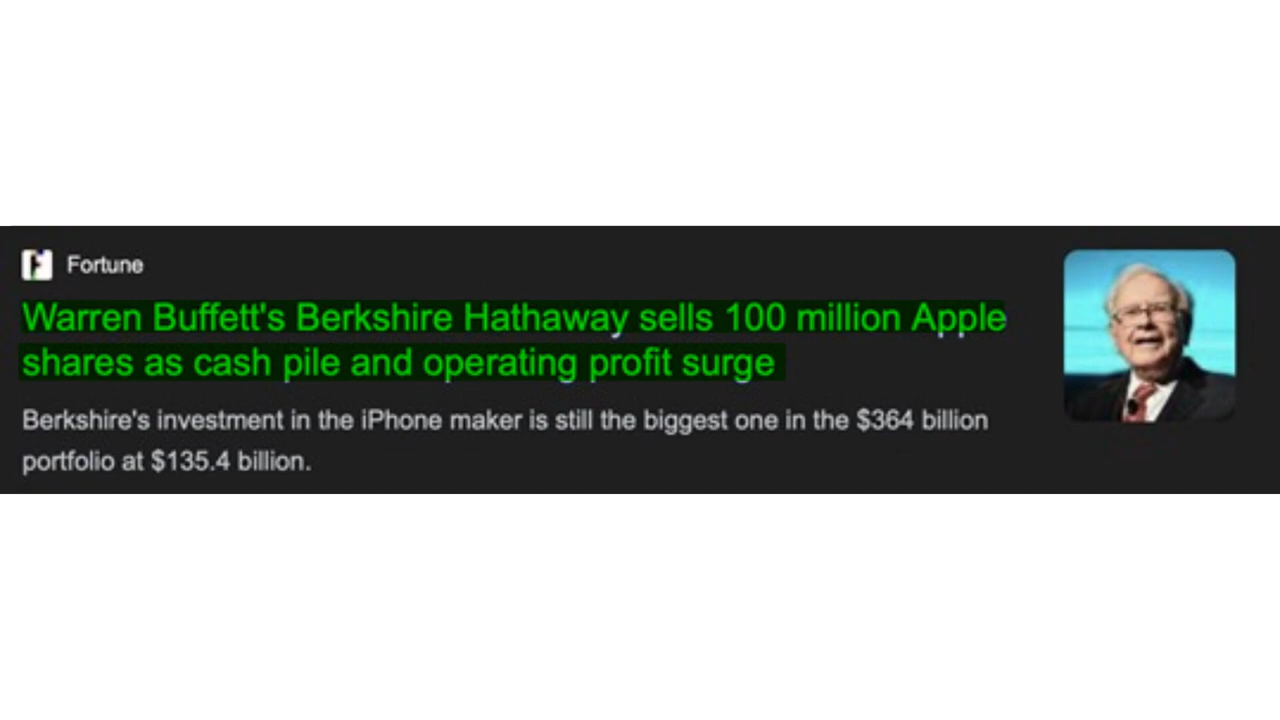 Fortune
Warren Buffett's Berkshire Hathaway sells 100 million Apple
shares as cash pile and operating profit surge
Berkshire's investment in the iPhone maker is still the biggest one in the $364 billion
portfolio at $135.4 billion.